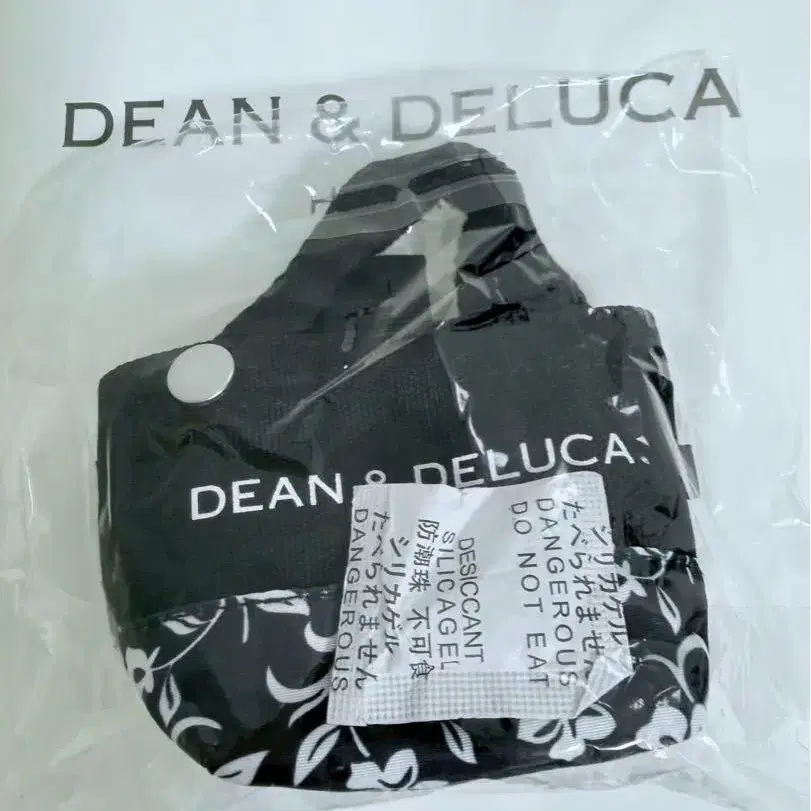 DEAN & DELUCA
H
DEAN & DELUCA
シリカゲル
たべられません
DANGEROUS
DO NOT EAT
DESICCANT
SILICAGEL
防潮珠 不可食
シリカゲル
たべられません
DANGEROUS